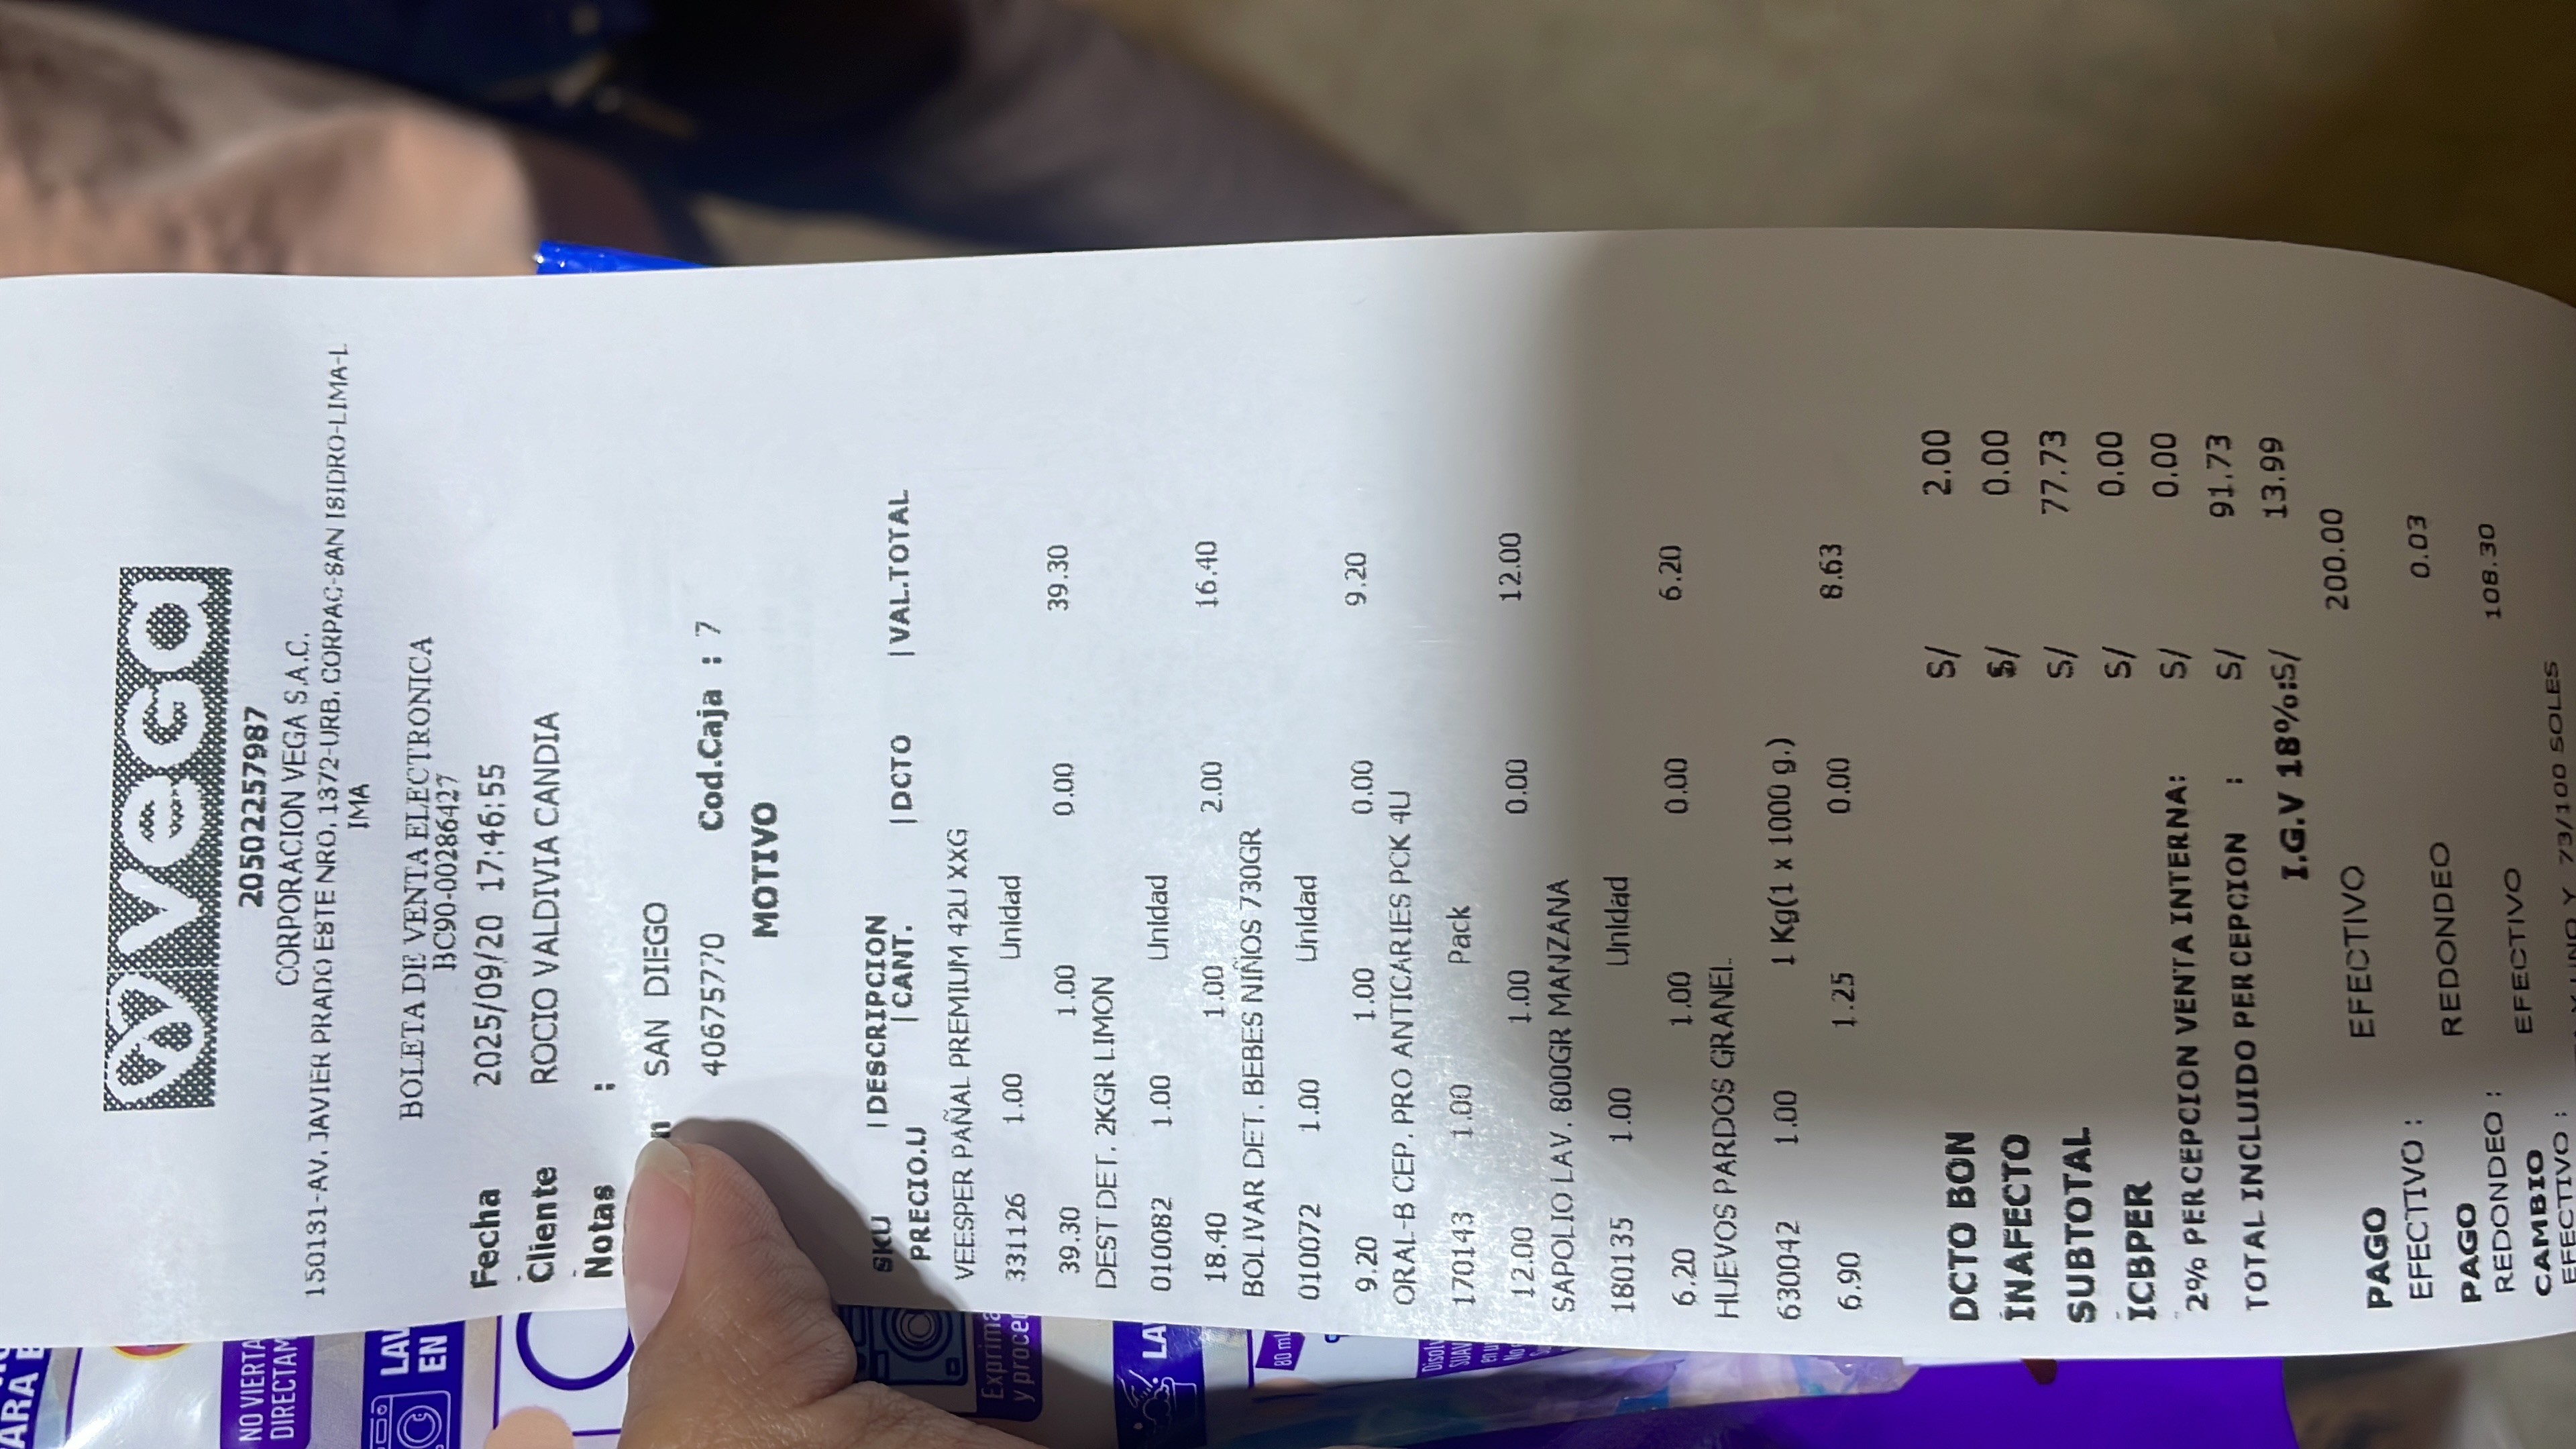 ARA E
NO VIERTA
DIRECTAM
LAV
EN
Exprima
y proce
LA
80 mL
Disolv
SUAV
en u
No
vega
20502257987
CORPORACION VEGA S.A.C.
150131-AV. JAVIER PRADO ESTE NRO. 1372-URB. CORPAC-SAN ISIDRO-LIMA-L
IMA
BOLETA DE VENTA ELECTRONICA
BC90-00286427
Fecha 2025/09/20 17:46:55
Cliente ROCIO VALDIVIA CANDIA
Notas :
n SAN DIEGO
40675770 Cod.Caja : 7
MOTIVO
SKU |DESCRIPCION
PRECIO.U |CANT. |DCTO |VAL.TOTAL
VEESPER PAÑAL PREMIUM 42U XXG
331126 1.00 Unidad
39.30 1.00 0.00 39.30
DEST DET. 2KGR LIMON
010082 1.00 Unidad
18.40 1.00 2.00 16.40
BOLIVAR DET. BEBES NIÑOS 730GR
010072 1.00 Unidad
9.20 1.00 0.00 9.20
ORAL-B CEP. PRO ANTICARIES PCK 4U
170143 1.00 Pack
12.00 1.00 0.00 12.00
SAPOLIO LAV. 800GR MANZANA
180135 1.00 Unidad
6.20 1.00 0.00 6.20
HUEVOS PARDOS GRANEL
630042 1.00 1 Kg(1 x 1000 g.)
6.90 1.25 0.00 8.63
DCTO BON S/ 2.00
INAFECTO S/ 0.00
SUBTOTAL S/ 77.73
ICBPER S/ 0.00
2% PERCEPCION VENTA INTERNA: S/ 0.00
TOTAL INCLUIDO PERCEPCION : S/ 91.73
I.G.V 18%:S/ 13.99
PAGO EFECTIVO 200.00
EFECTIVO :
PAGO REDONDEO 0.03
REDONDEO :
CAMBIO EFECTIVO 108.30
EFECTIVO :
Y UNO Y 73/100 SOLES